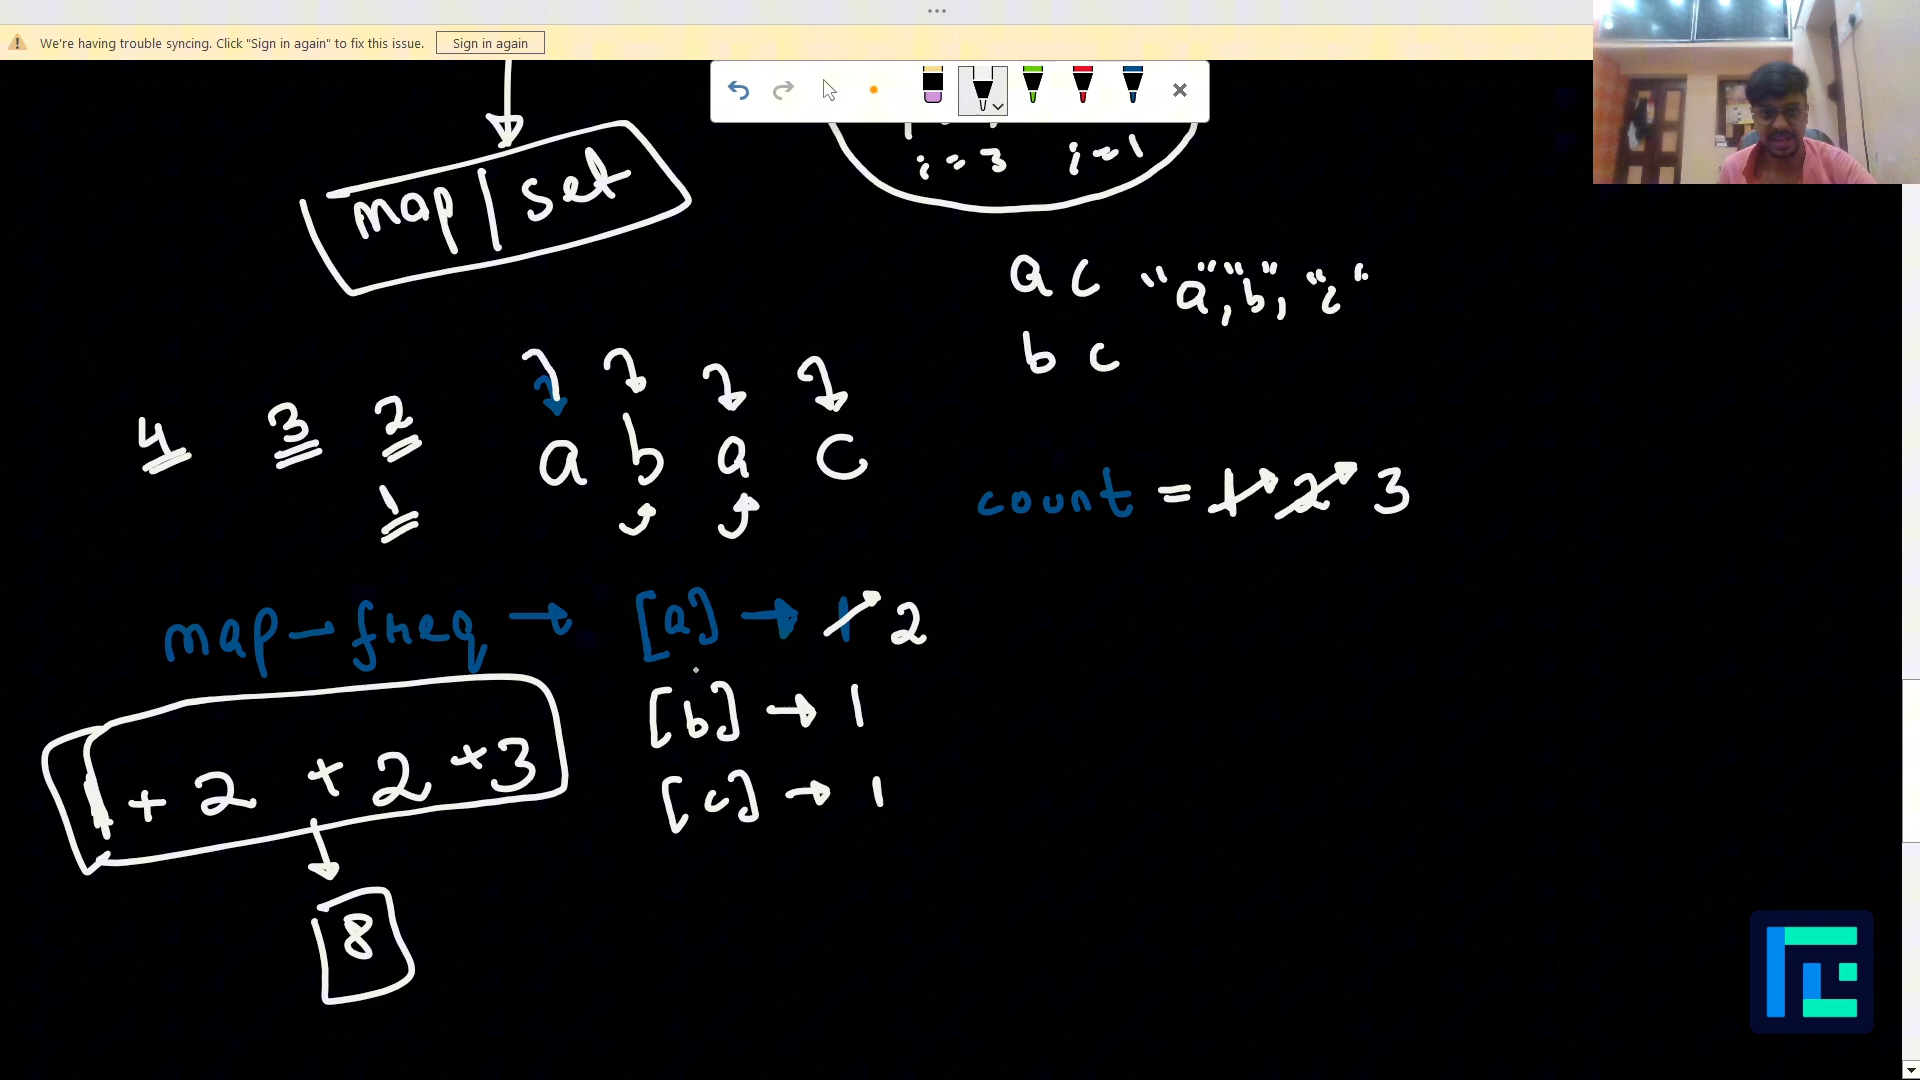 We're having trouble syncing. Click "Sign in again" to fix this issue. Sign in again
i = 3 i = 1
map | set
a c "a", "b", "c"
b c
4 3 2 a b a c
1
count = 1 2 3
map - freq → [a] → 1 2
[b] → 1
1 + 2 + 2 + 3
[c] → 1
8